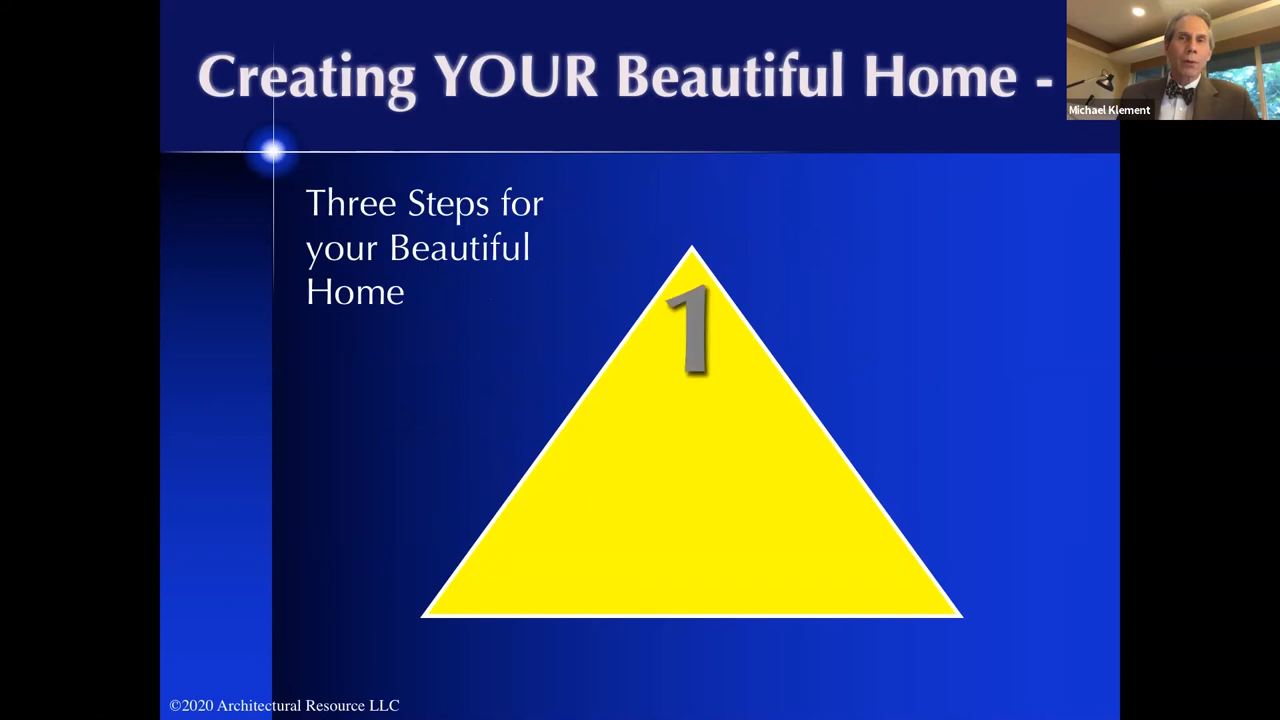 Creating YOUR Beautiful Home -
Michael Klement
Three Steps for
your Beautiful
Home
1
©2020 Architectural Resource LLC